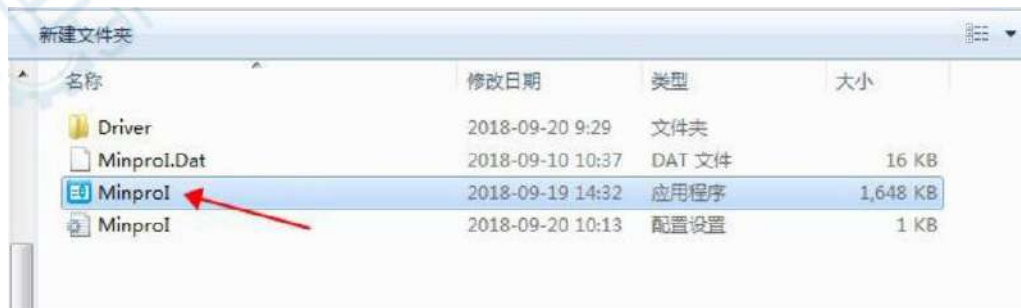 新建文件夹
名称 修改日期 类型 大小
Driver 2018-09-20 9:29 文件夹
MinproI.Dat 2018-09-10 10:37 DAT 文件 16 KB
MinproI 2018-09-19 14:32 应用程序 1,648 KB
MinproI 2018-09-20 10:13 配置设置 1 KB